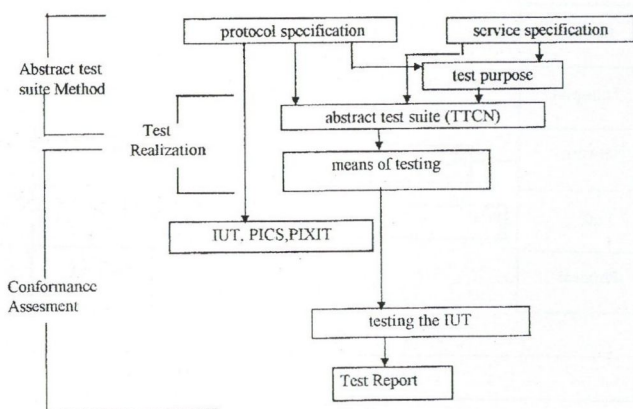 protocol specification
service specification
Abstract test
suite Method
test purpose
abstract test suite (TTCN)
Test
Realization
means of testing
IUT, PICS,PIXIT
Conformance
Assesment
testing the IUT
Test Report